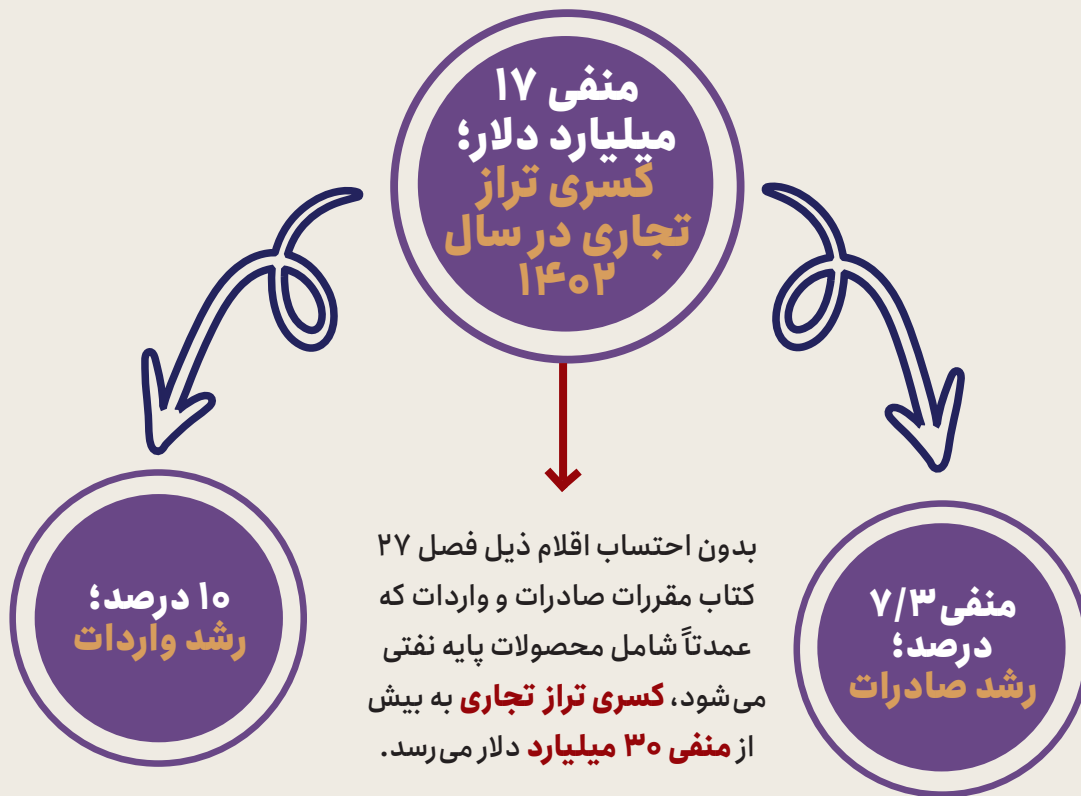 منفی ۱۷
میلیارد دلار؛
کسری تراز
تجاری در سال
۱۴۰۲
منفی ۷/۳
درصد؛
رشد صادرات
بدون احتساب اقلام ذیل فصل ۲۷
کتاب مقررات صادرات و واردات که
عمدتاً شامل محصولات پایه نفتی
می‌شود، کسری تراز تجاری به بیش
از منفی ۳۰ میلیارد دلار می‌رسد.
۱۰ درصد؛
رشد واردات